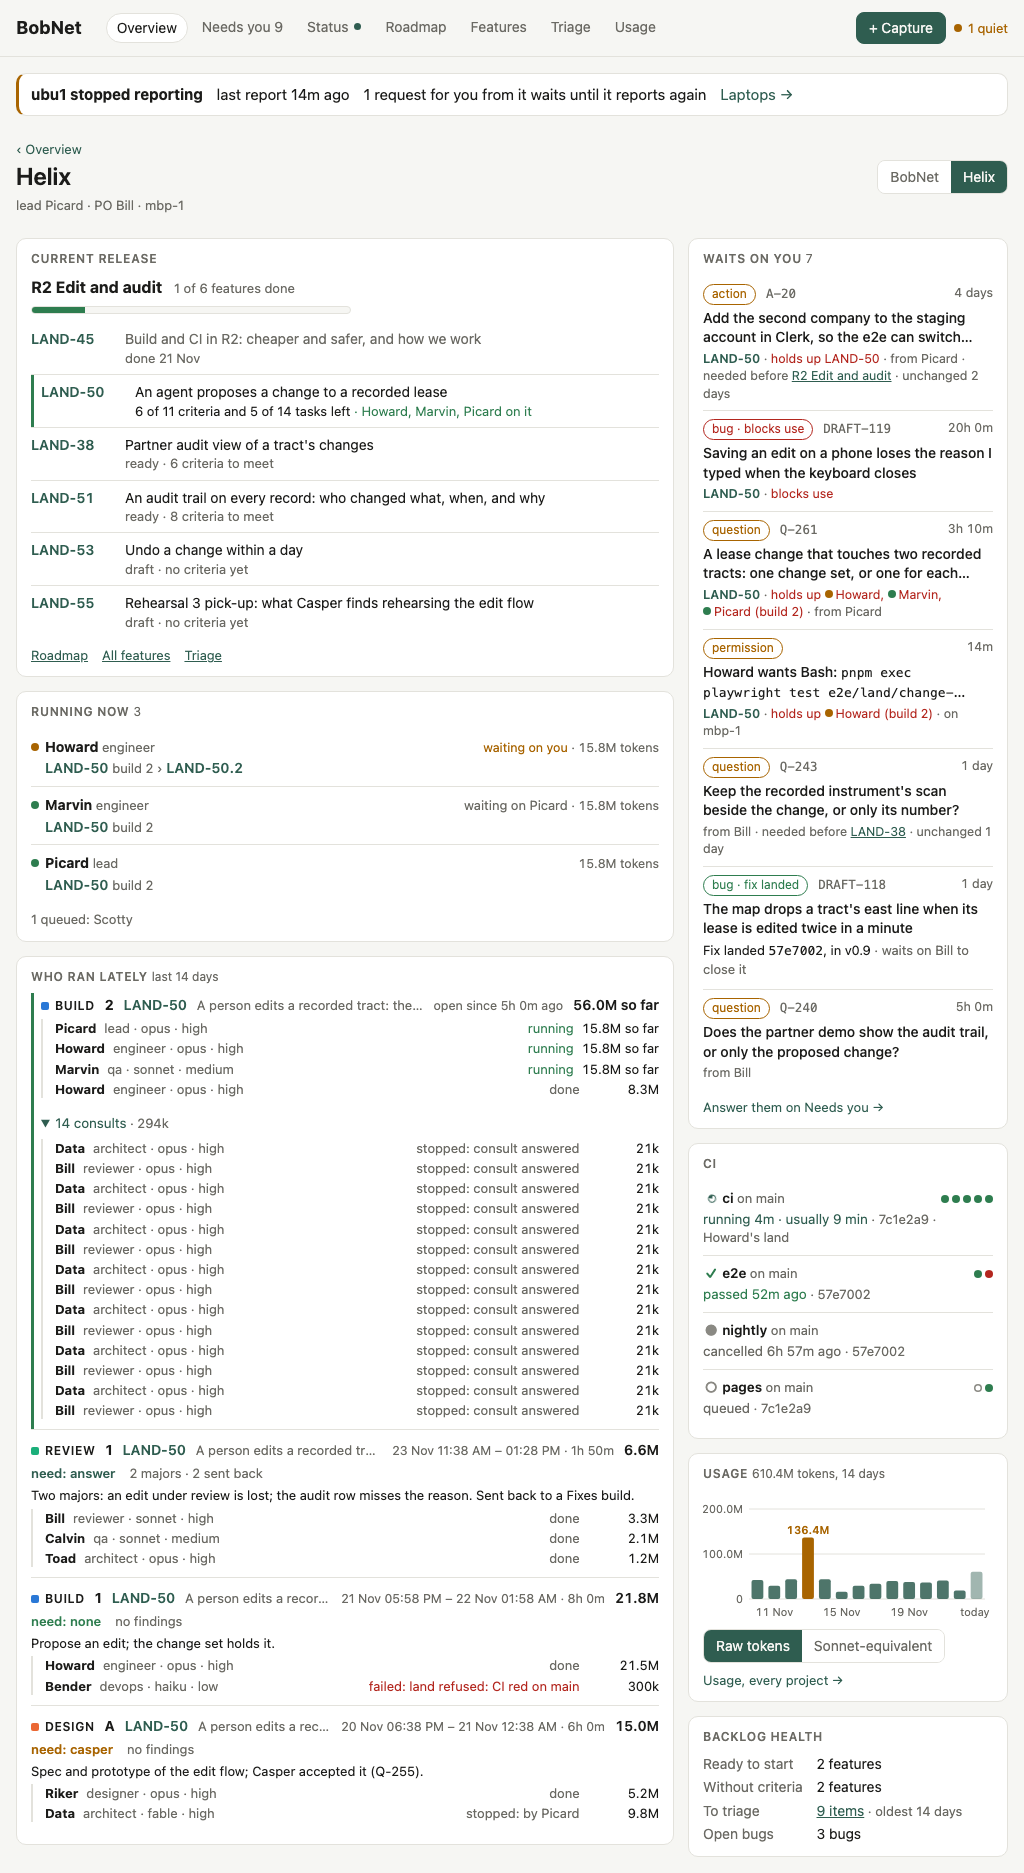 BobNet Overview Needs you 9 Status Roadmap Features Triage Usage + Capture 1 quiet
ubu1 stopped reporting last report 14m ago 1 request for you from it waits until it reports again Laptops →
‹ Overview
Helix
BobNet Helix
lead Picard · PO Bill · mbp-1
CURRENT RELEASE
R2 Edit and audit 1 of 6 features done
LAND-45 Build and CI in R2: cheaper and safer, and how we work
done 21 Nov
LAND-50 An agent proposes a change to a recorded lease
6 of 11 criteria and 5 of 14 tasks left · Howard, Marvin, Picard on it
LAND-38 Partner audit view of a tract's changes
ready · 6 criteria to meet
LAND-51 An audit trail on every record: who changed what, when, and why
ready · 8 criteria to meet
LAND-53 Undo a change within a day
draft · no criteria yet
LAND-55 Rehearsal 3 pick-up: what Casper finds rehearsing the edit flow
draft · no criteria yet
Roadmap All features Triage
RUNNING NOW 3
Howard engineer waiting on you · 15.8M tokens
LAND-50 build 2 › LAND-50.2
Marvin engineer waiting on Picard · 15.8M tokens
LAND-50 build 2
Picard lead 15.8M tokens
LAND-50 build 2
1 queued: Scotty
WHO RAN LATELY last 14 days
BUILD 2 LAND-50 A person edits a recorded tract: the... open since 5h 0m ago 56.0M so far
Picard lead · opus · high running 15.8M so far
Howard engineer · opus · high running 15.8M so far
Marvin qa · sonnet · medium running 15.8M so far
Howard engineer · opus · high done 8.3M
▼ 14 consults · 294k
Data architect · opus · high stopped: consult answered 21k
Bill reviewer · opus · high stopped: consult answered 21k
Data architect · opus · high stopped: consult answered 21k
Bill reviewer · opus · high stopped: consult answered 21k
Data architect · opus · high stopped: consult answered 21k
Bill reviewer · opus · high stopped: consult answered 21k
Data architect · opus · high stopped: consult answered 21k
Bill reviewer · opus · high stopped: consult answered 21k
Data architect · opus · high stopped: consult answered 21k
Bill reviewer · opus · high stopped: consult answered 21k
Data architect · opus · high stopped: consult answered 21k
Bill reviewer · opus · high stopped: consult answered 21k
Data architect · opus · high stopped: consult answered 21k
Bill reviewer · opus · high stopped: consult answered 21k
REVIEW 1 LAND-50 A person edits a recorded tr... 23 Nov 11:38 AM – 01:28 PM · 1h 50m 6.6M
need: answer 2 majors · 2 sent back
Two majors: an edit under review is lost; the audit row misses the reason. Sent back to a Fixes build.
Bill reviewer · sonnet · high done 3.3M
Calvin qa · sonnet · medium done 2.1M
Toad architect · opus · high done 1.2M
BUILD 1 LAND-50 A person edits a recor... 21 Nov 05:58 PM – 22 Nov 01:58 AM · 8h 0m 21.8M
need: none no findings
Propose an edit; the change set holds it.
Howard engineer · opus · high done 21.5M
Bender devops · haiku · low failed: land refused: CI red on main 300k
DESIGN A LAND-50 A person edits a rec... 20 Nov 06:38 PM – 21 Nov 12:38 AM · 6h 0m 15.0M
need: casper no findings
Spec and prototype of the edit flow; Casper accepted it (Q-255).
Riker designer · opus · high done 5.2M
Data architect · fable · high stopped: by Picard 9.8M
WAITS ON YOU 7
action A-20 4 days
Add the second company to the staging
account in Clerk, so the e2e can switch...
LAND-50 · holds up LAND-50 · from Picard ·
needed before R2 Edit and audit · unchanged 2
days
bug · blocks use DRAFT-119 20h 0m
Saving an edit on a phone loses the reason I
typed when the keyboard closes
LAND-50 · blocks use
question Q-261 3h 10m
A lease change that touches two recorded
tracts: one change set, or one for each...
LAND-50 · holds up Howard, Marvin,
Picard (build 2) · from Picard
permission 14m
Howard wants Bash: pnpm exec
playwright test e2e/land/change-...
LAND-50 · holds up Howard (build 2) · on
mbp-1
question Q-243 1 day
Keep the recorded instrument's scan
beside the change, or only its number?
from Bill · needed before LAND-38 · unchanged 1
day
bug · fix landed DRAFT-118 1 day
The map drops a tract's east line when its
lease is edited twice in a minute
Fix landed 57e7002, in v0.9 · waits on Bill to
close it
question Q-240 5h 0m
Does the partner demo show the audit trail,
or only the proposed change?
from Bill
Answer them on Needs you →
CI
ci on main
running 4m · usually 9 min · 7c1e2a9 ·
Howard's land
e2e on main
passed 52m ago · 57e7002
nightly on main
cancelled 6h 57m ago · 57e7002
pages on main
queued · 7c1e2a9
USAGE 610.4M tokens, 14 days
200.0M
136.4M
100.0M
0
11 Nov 15 Nov 19 Nov today
Raw tokens Sonnet-equivalent
Usage, every project →
BACKLOG HEALTH
Ready to start 2 features
Without criteria 2 features
To triage 9 items · oldest 14 days
Open bugs 3 bugs